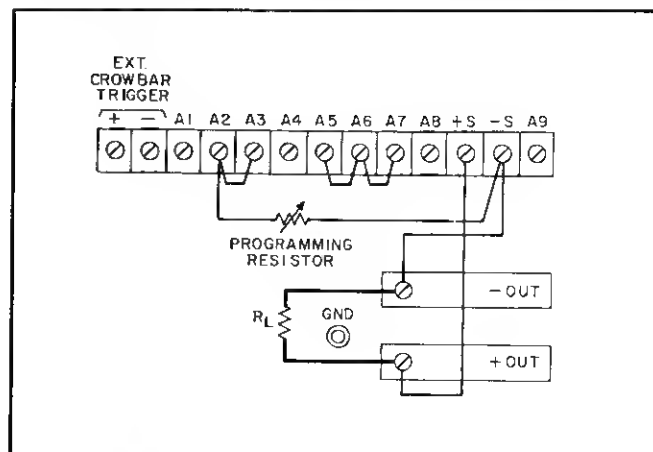 EXT.
CROWBAR
TRIGGER
+ - A1 A2 A3 A4 A5 A6 A7 A8 +S -S A9
PROGRAMMING
RESISTOR
- OUT
RL GND
+ OUT